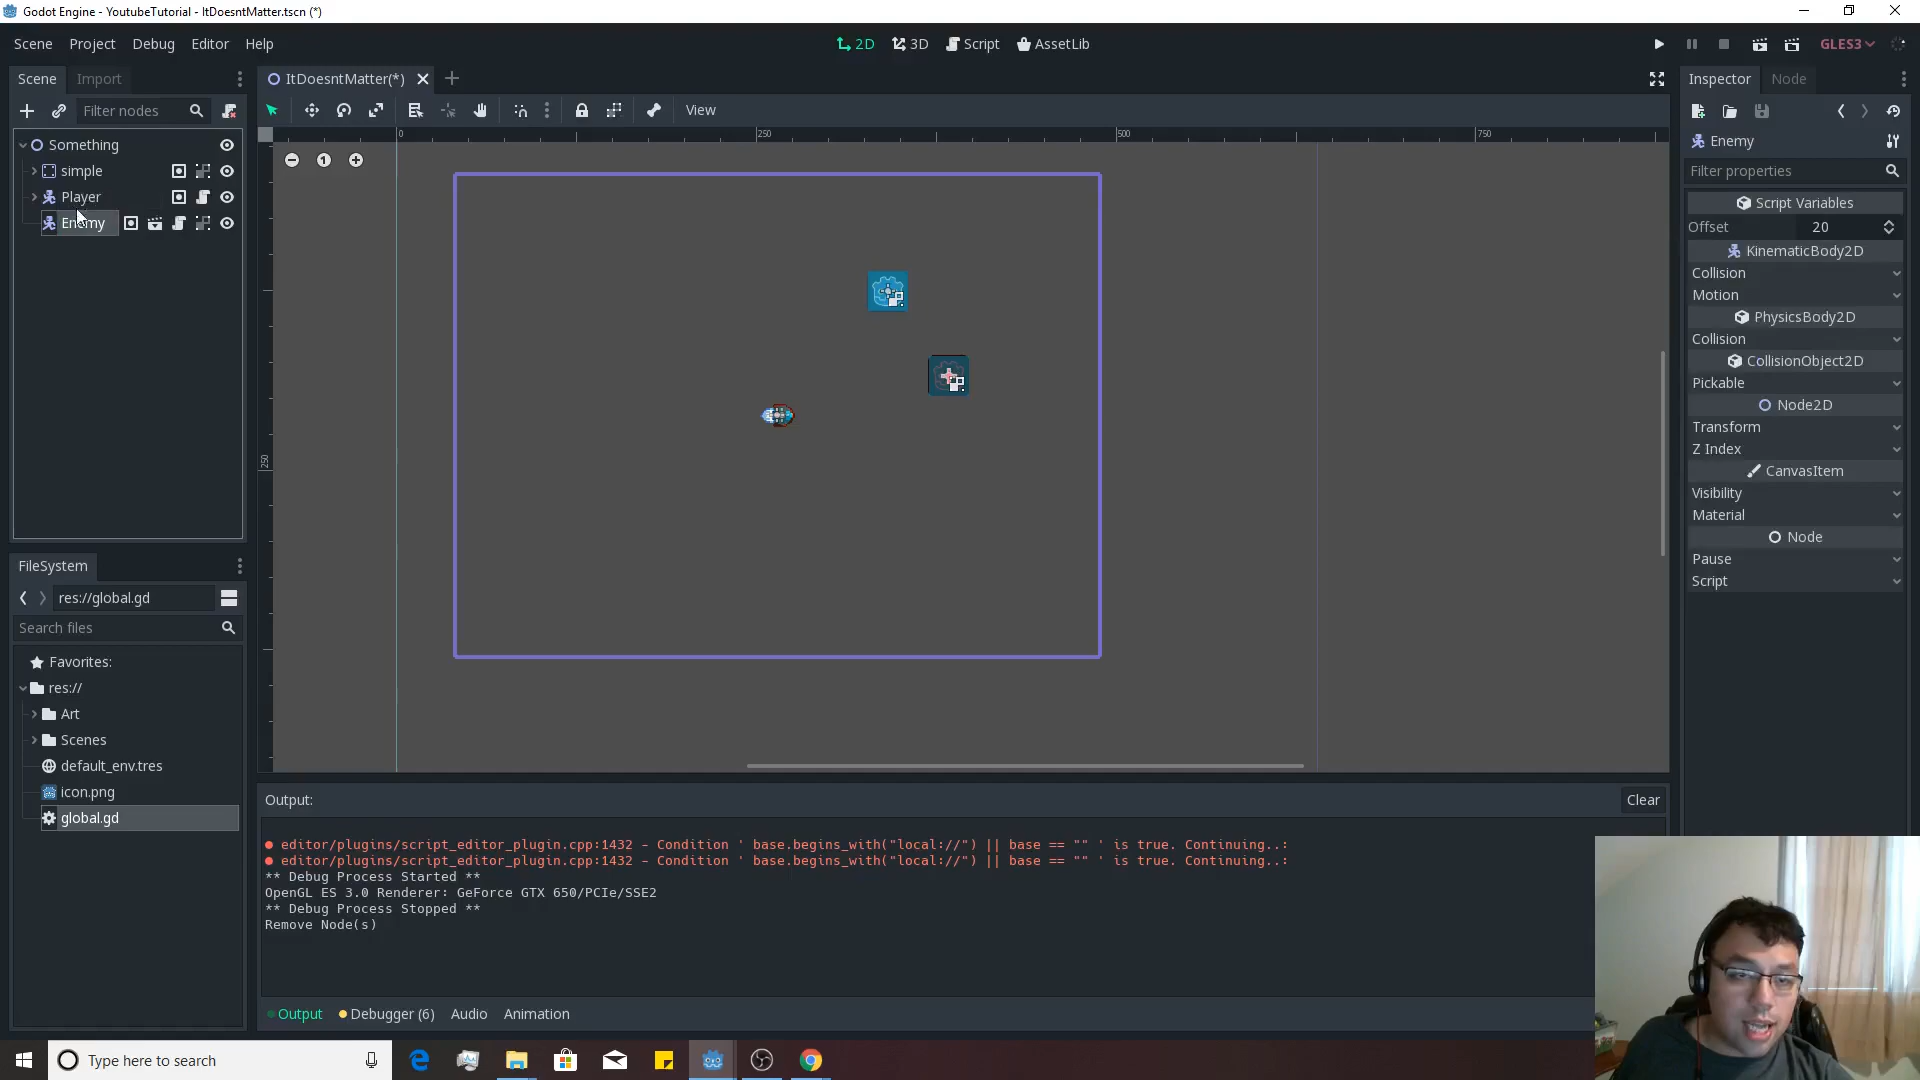 Godot Engine - YoutubeTutorial - ItDoesntMatter.tscn (*)
Scene Project Debug Editor Help
2D 3D Script AssetLib
GLES3
Scene Import
ItDoesntMatter(*)
Inspector Node
Filter nodes
View
Something
simple
Player
Enemy
0 250 500 750
250
1
Enemy
Filter properties
Script Variables
Offset 20
KinematicBody2D
Collision
Motion
PhysicsBody2D
Collision
CollisionObject2D
Pickable
Node2D
Transform
Z Index
CanvasItem
Visibility
Material
Node
Pause
Script
FileSystem
res://global.gd
Search files
Favorites:
res://
Art
Scenes
default_env.tres
icon.png
global.gd
Output:
Clear
editor/plugins/script_editor_plugin.cpp:1432 - Condition ' base.begins_with("local://") || base == "" ' is true. Continuing..:
editor/plugins/script_editor_plugin.cpp:1432 - Condition ' base.begins_with("local://") || base == "" ' is true. Continuing..:
** Debug Process Started **
OpenGL ES 3.0 Renderer: GeForce GTX 650/PCIe/SSE2
** Debug Process Stopped **
Remove Node(s)
Output Debugger (6) Audio Animation
Type here to search